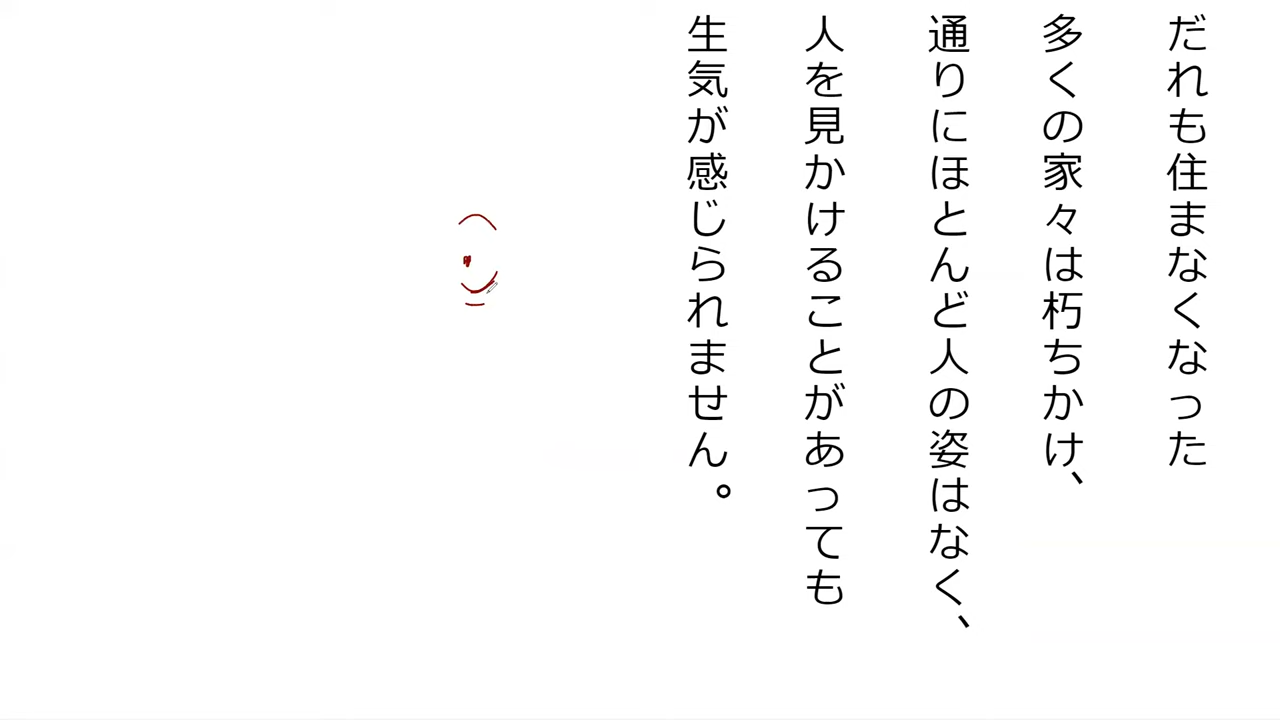 だれも住まなくなった
多くの家々は朽ちかけ、
通りにほとんど人の姿はなく、
人を見かけることがあっても
生気が感じられません。